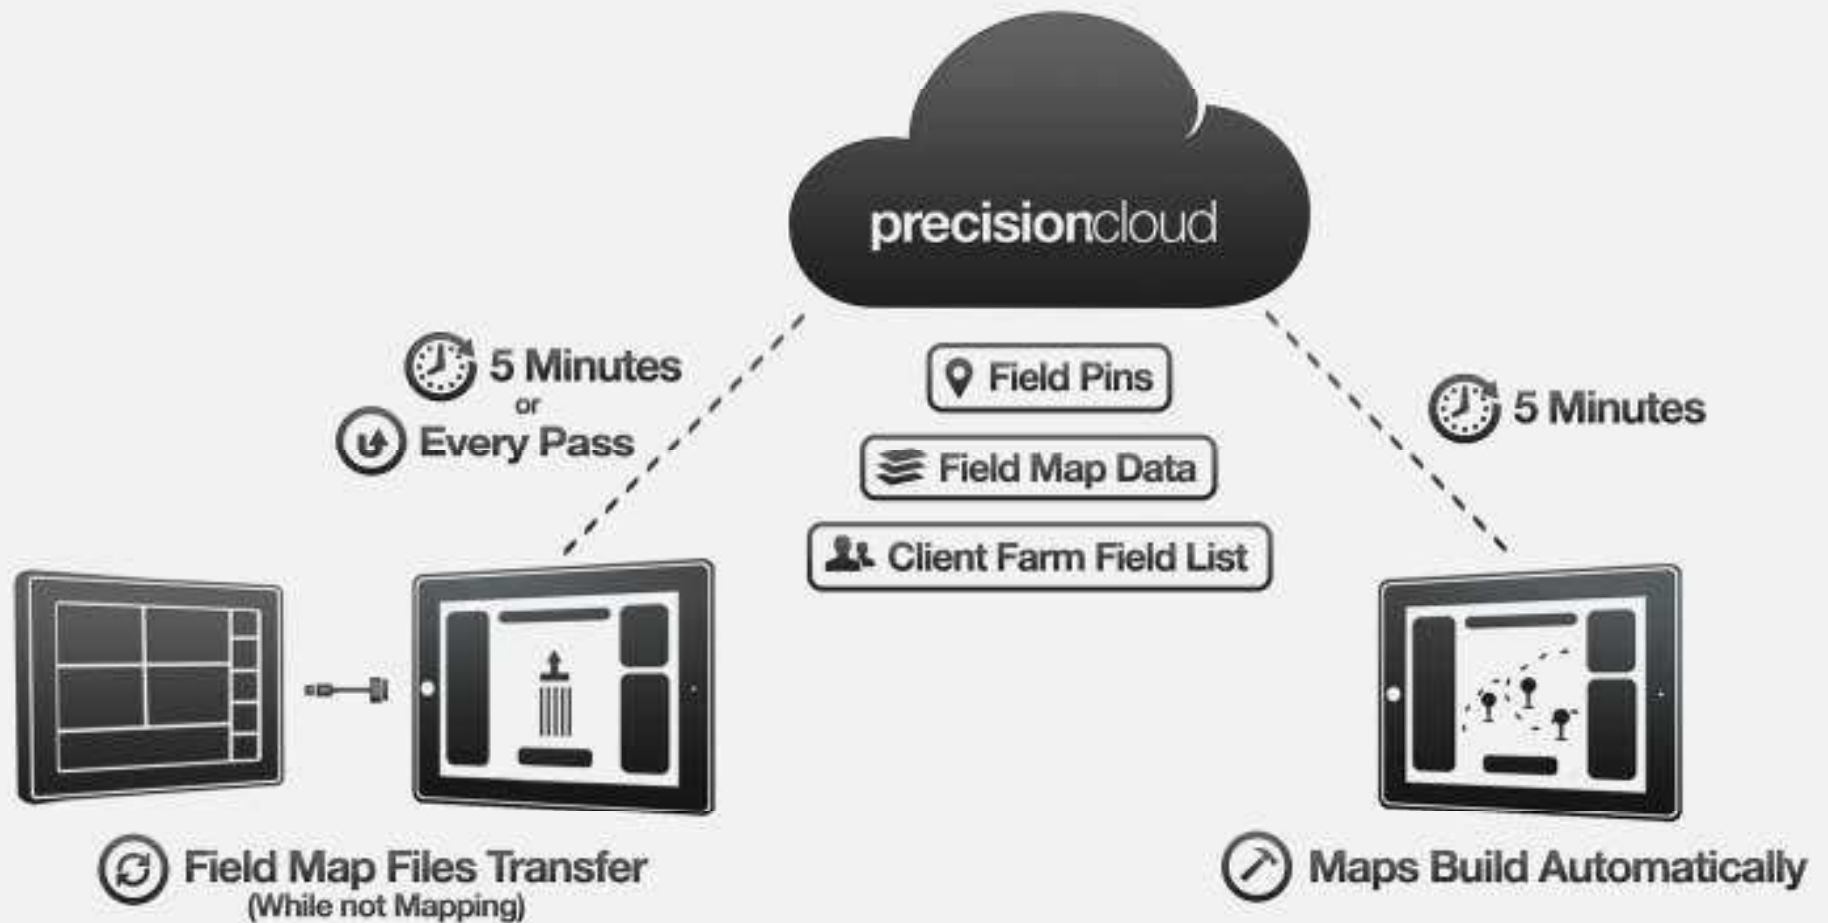 precisioncloud
5 Minutes
or
Every Pass
Field Pins
Field Map Data
Client Farm Field List
5 Minutes
Field Map Files Transfer
(While not Mapping)
Maps Build Automatically